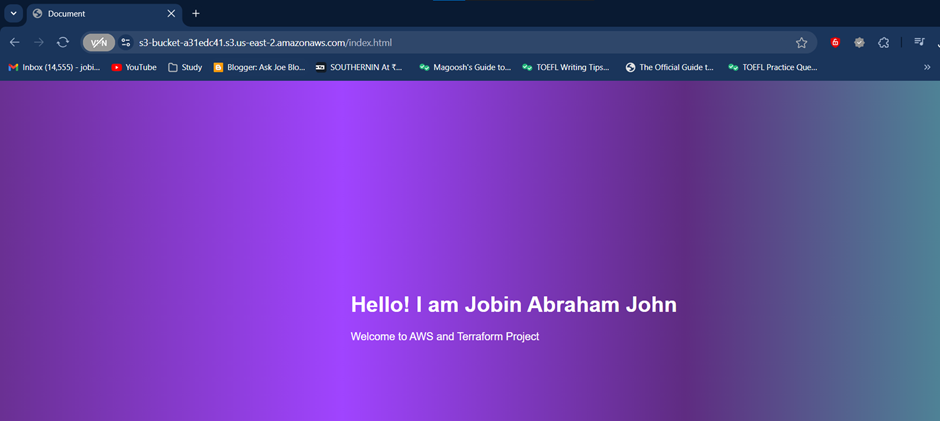 Document
VPN
s3-bucket-a31edc41.s3.us-east-2.amazonaws.com/index.html
Inbox (14,555) - jobi...
YouTube
Study
Blogger: Ask Joe Blo...
SOUTHERNIN At ₹...
Magoosh's Guide to...
TOEFL Writing Tips...
The Official Guide t...
TOEFL Practice Que...
Hello! I am Jobin Abraham John
Welcome to AWS and Terraform Project